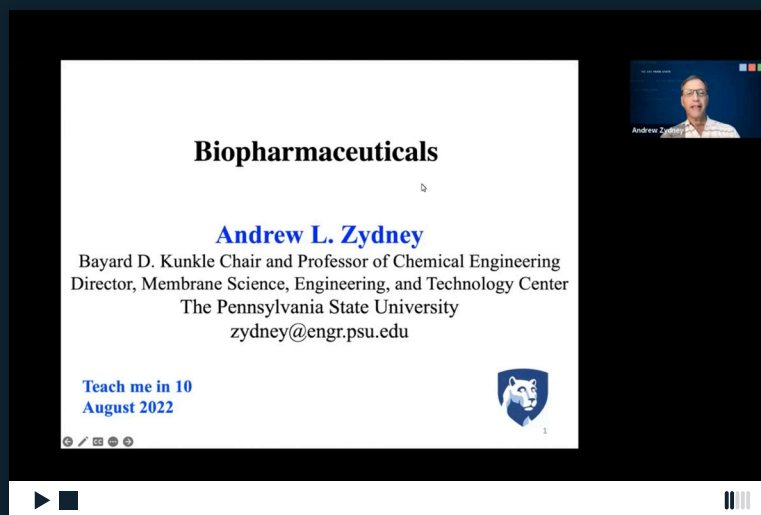 Biopharmaceuticals
Andrew L. Zydney
Bayard D. Kunkle Chair and Professor of Chemical Engineering
Director, Membrane Science, Engineering, and Technology Center
The Pennsylvania State University
zydney@engr.psu.edu
Teach me in 10
August 2022
1
CC
Andrew Zydney